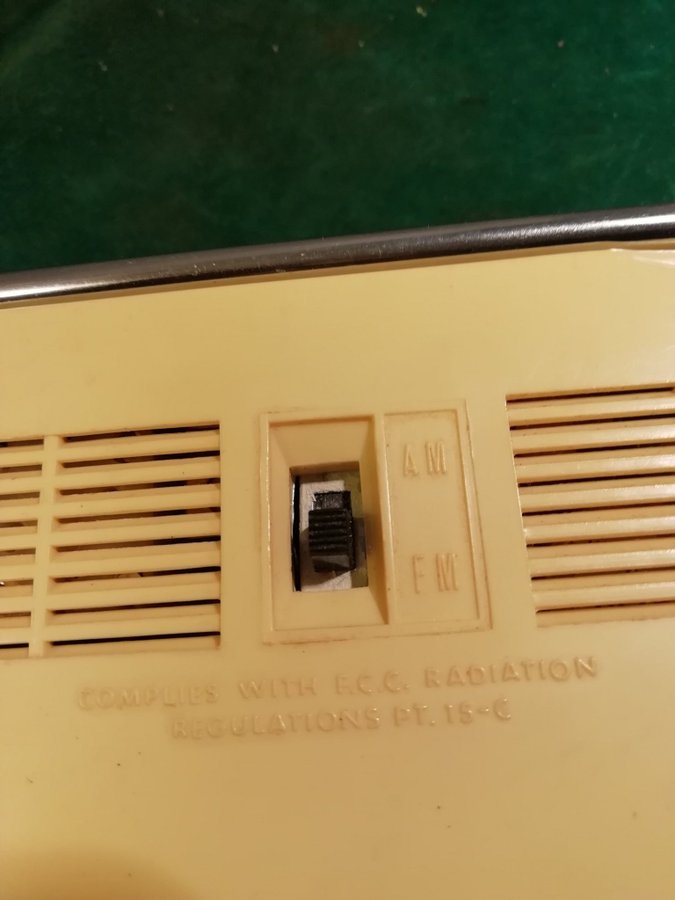 AM
FM
COMPLIES WITH F.C.C. RADIATION
REGULATIONS PT. 15-C